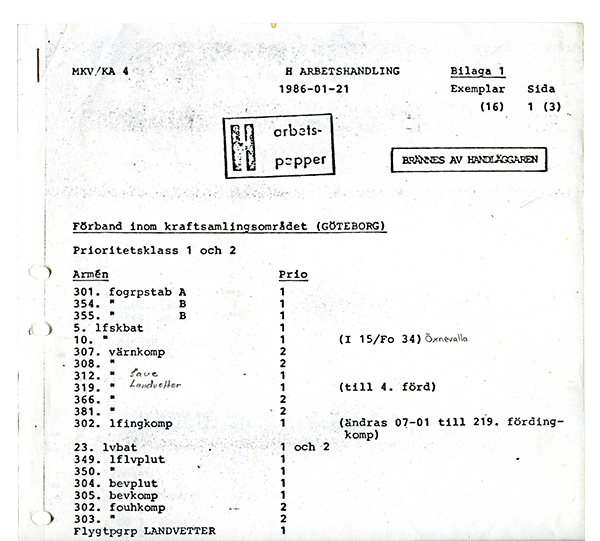 MKV/KA 4 H ARBETSHANDLING Bilaga 1
1986-01-21 Exemplar Sida
(16) 1 (3)
H arbets-
papper
BRÄNNES AV HANDLÄGGAREN
Förband inom kraftsamlingsområdet (GÖTEBORG)
Prioritetsklass 1 och 2
Armén Prio
301. fogrpstab A 1
354. " B 1
355. " B 1
5. lfskbat 1
10. " 1 (I 15/Fo 34) Öxnevalla
307. värnkomp 2
308. " 2
312. " Save 1
319. " Landvetter 1 (till 4. förd)
366. " 2
381. " 2
302. lfingkomp 1 (ändras 07-01 till 219. förding-
komp)
23. lvbat 1 och 2
349. lflvplut 1
350. " 1
304. bevplut 1
305. bevkomp 1
302. fouhkomp 2
303. " 2
Flygtpgrp LANDVETTER 1